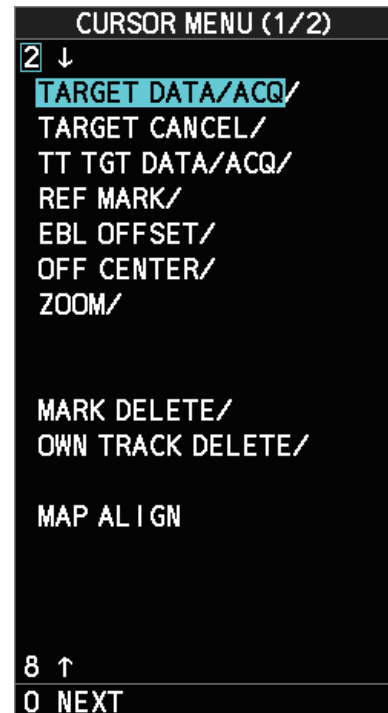 CURSOR MENU (1/2)
2 ↓
TARGET DATA/ACQ/
TARGET CANCEL/
TT TGT DATA/ACQ/
REF MARK/
EBL OFFSET/
OFF CENTER/
ZOOM/
MARK DELETE/
OWN TRACK DELETE/
MAP ALIGN
8 ↑
0 NEXT